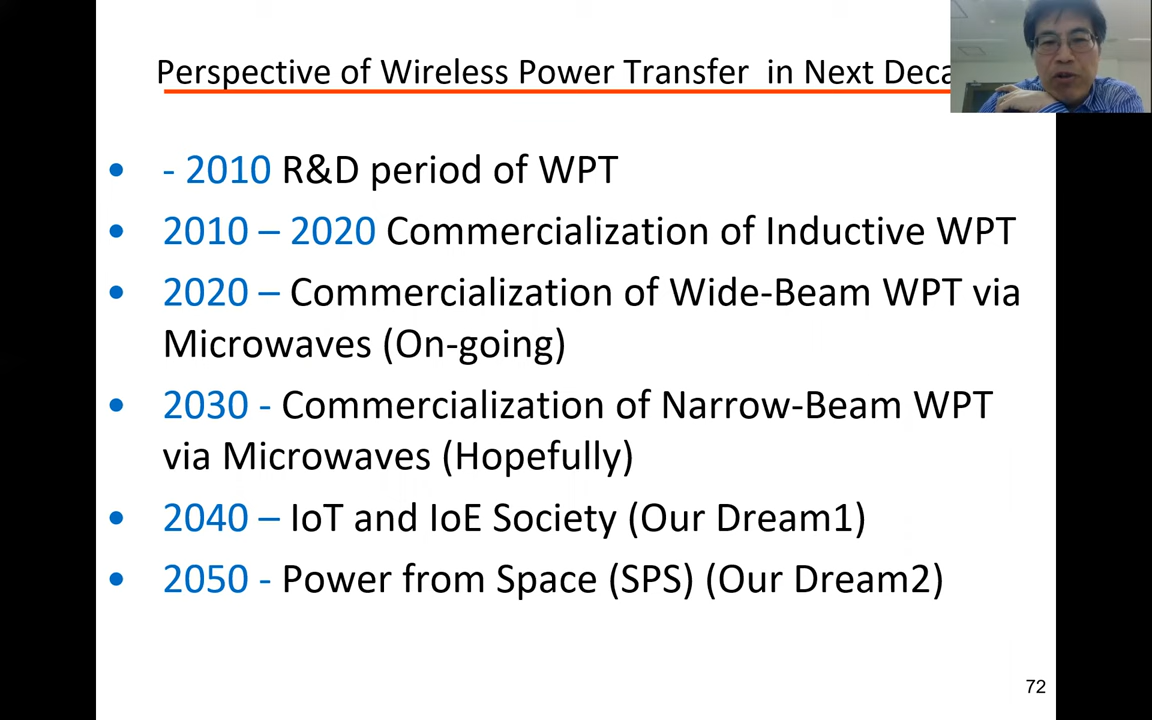 Perspective of Wireless Power Transfer in Next
• - 2010 R&D period of WPT
• 2010 – 2020 Commercialization of Inductive WPT
• 2020 – Commercialization of Wide-Beam WPT via
Microwaves (On-going)
• 2030 - Commercialization of Narrow-Beam WPT
via Microwaves (Hopefully)
• 2040 – IoT and IoE Society (Our Dream1)
• 2050 - Power from Space (SPS) (Our Dream2)
72